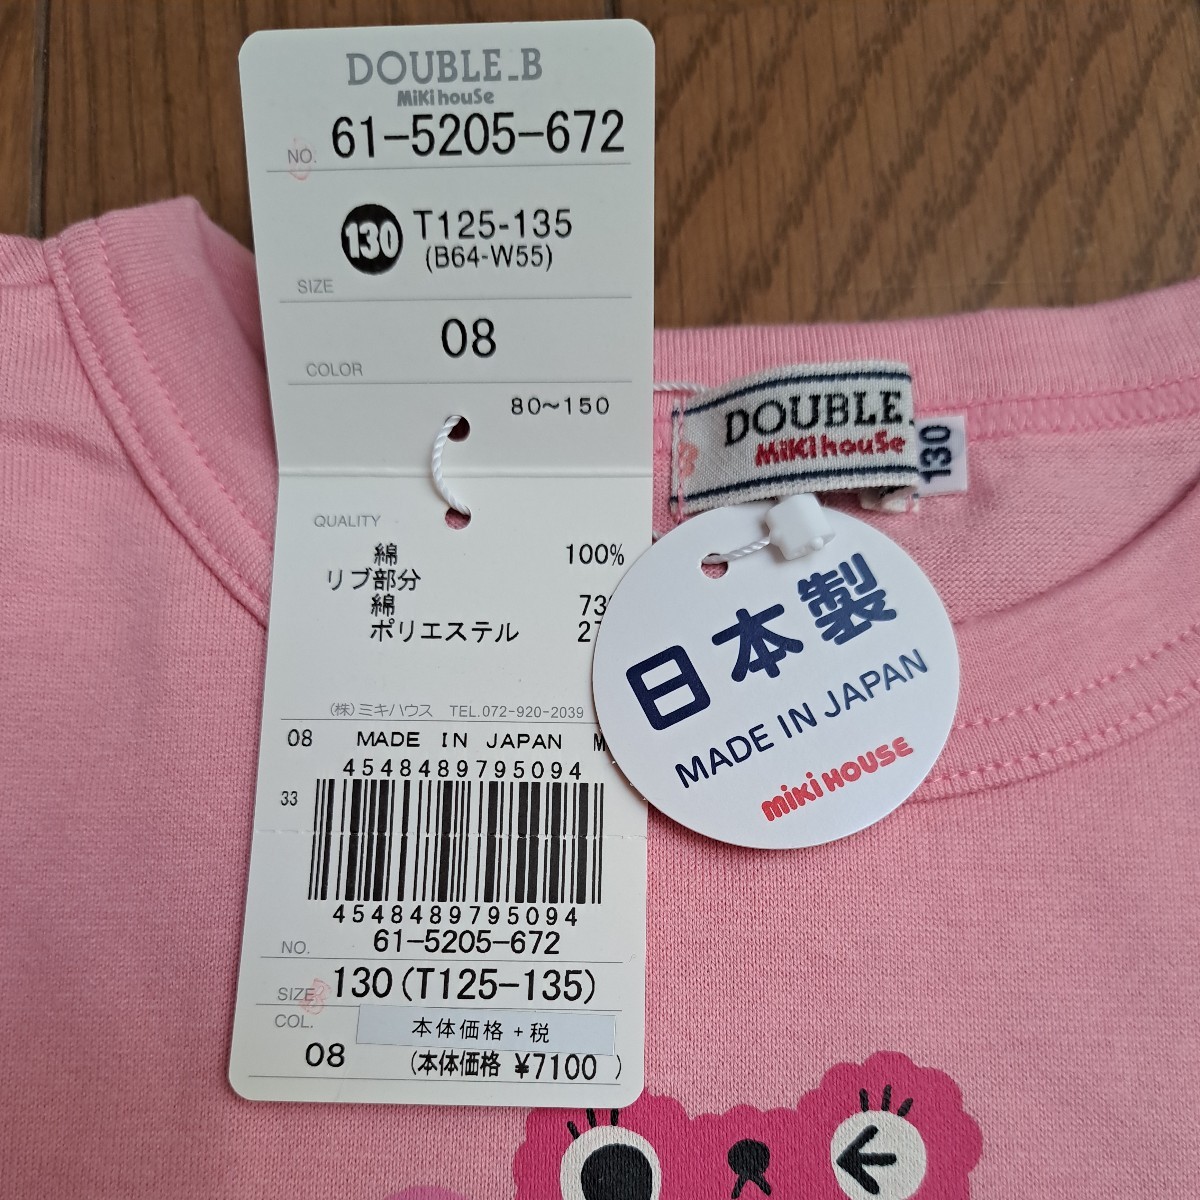 DOUBLE_B
MiKi houSe
NO. 61-5205-672
130 T125-135
(B64-W55)
SIZE
08
COLOR
80~150
QUALITY
綿 100%
リブ部分
綿 73
ポリエステル 2
(株)ミキハウス TEL.072-920-2039
08 MADE IN JAPAN M
4548489795094
33
4548489795094
NO. 61-5205-672
SIZE 130(T125-135)
COL.
本体価格+税
08 (本体価格 ¥7100 )
DOUBLE_
MiKi houSe
130
日本製
MADE IN JAPAN
miki HOUSE